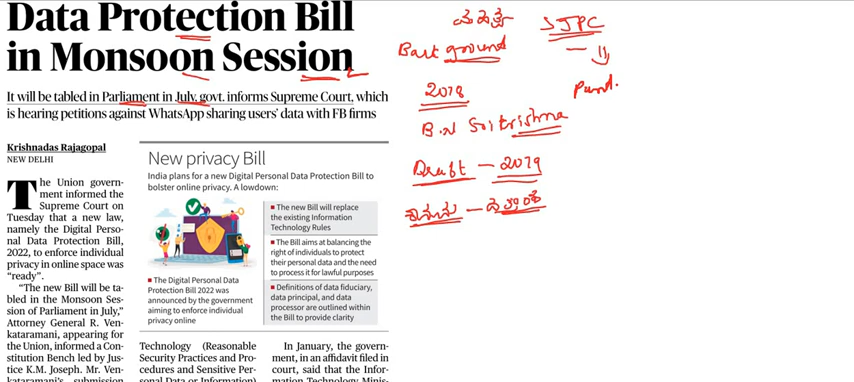 Data Protection Bill
in Monsoon Session
It will be tabled in Parliament in July, govt. informs Supreme Court, which
is hearing petitions against WhatsApp sharing users' data with FB firms
Krishnadas Rajagopal
NEW DELHI
The Union govern-
ment informed the
Supreme Court on
Tuesday that a new law,
namely the Digital Perso-
nal Data Protection Bill,
2022, to enforce individual
privacy in online space was
"ready".
"The new Bill will be ta-
bled in the Monsoon Ses-
sion of Parliament in July,"
Attorney General R. Ven-
kataramani, appearing for
the Union, informed a Con-
stitution Bench led by Jus-
tice K.M. Joseph. Mr. Ven-
kataramani's submission
New privacy Bill
India plans for a new Digital Personal Data Protection Bill to
bolster online privacy. A lowdown:
The Digital Personal Data
Protection Bill 2022 was
announced by the government
aiming to enforce individual
privacy online
The new Bill will replace
the existing Information
Technology Rules
The Bill aims at balancing the
right of individuals to protect
their personal data and the need
to process it for lawful purposes
Definitions of data fiduciary,
data principal, and data
processor are outlined within
the Bill to provide clarity
Technology (Reasonable
Security Practices and Pro-
cedures and Sensitive Per-
sonal Data or Information)
In January, the govern-
ment, in an affidavit filed in
court, said that the Infor-
mation Technology Minis-
JPC
Back ground
2018
B.N Sri krishna
Draft - 2019